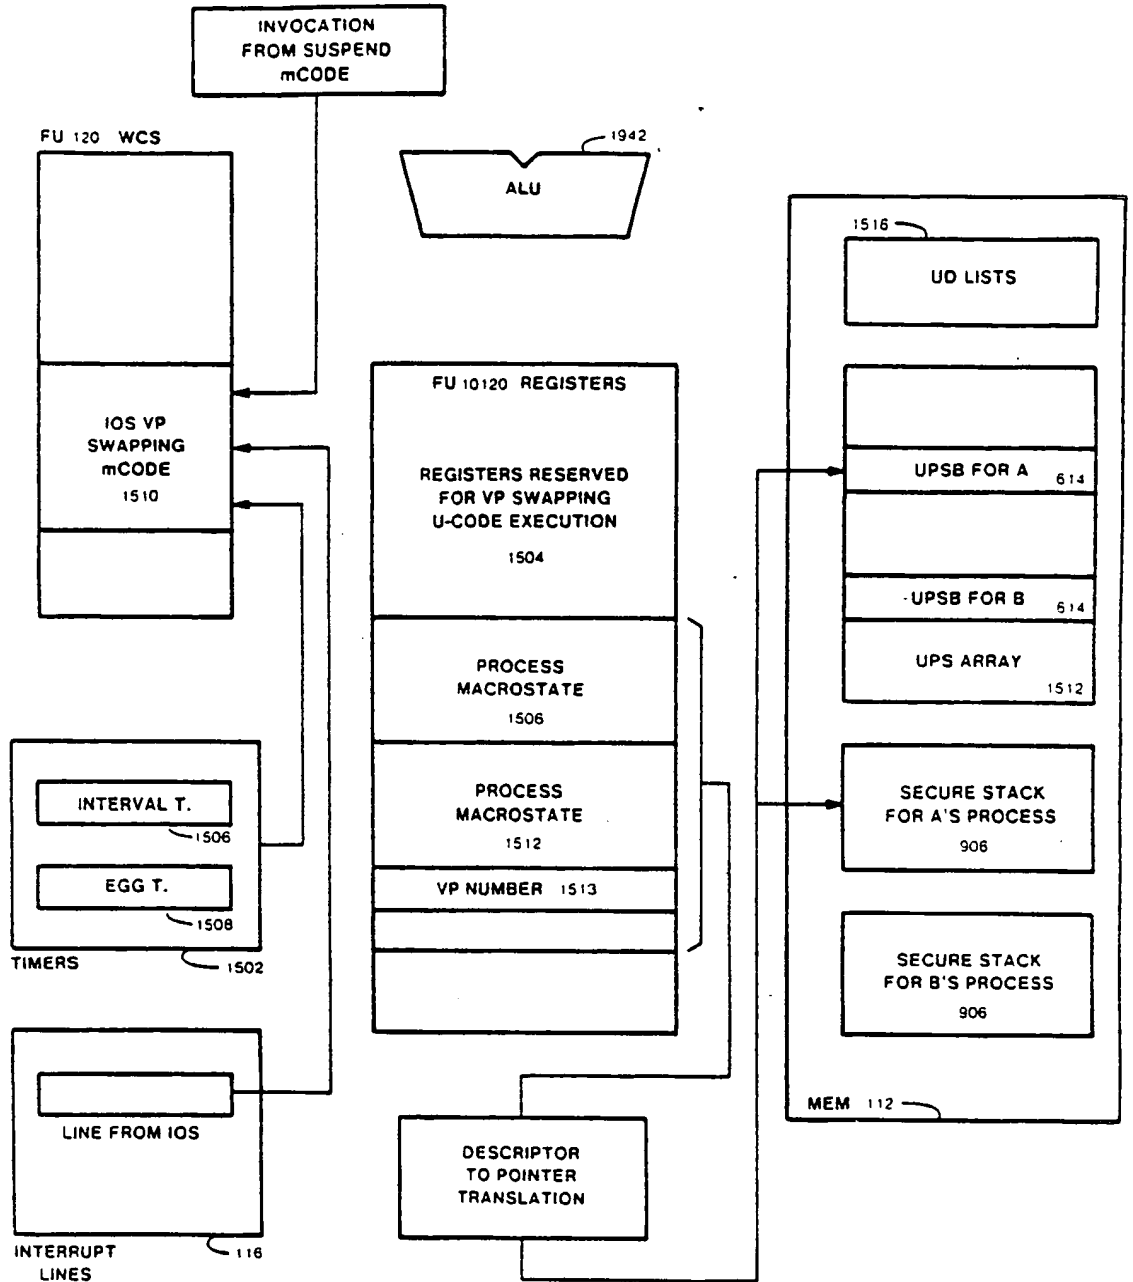 INVOCATION
FROM SUSPEND
mCODE
FU 120 WCS
IOS VP
SWAPPING
mCODE
1510
1942
ALU
FU 10120 REGISTERS
REGISTERS RESERVED
FOR VP SWAPPING
U-CODE EXECUTION
1504
PROCESS
MACROSTATE
1506
PROCESS
MACROSTATE
1512
VP NUMBER 1513
INTERVAL T.
1506
EGG T.
1508
TIMERS
1502
LINE FROM IOS
INTERRUPT
LINES
116
DESCRIPTOR
TO POINTER
TRANSLATION
1516
UD LISTS
UPSB FOR A
614
UPSB FOR B
614
UPS ARRAY
1512
SECURE STACK
FOR A'S PROCESS
906
SECURE STACK
FOR B'S PROCESS
906
MEM 112